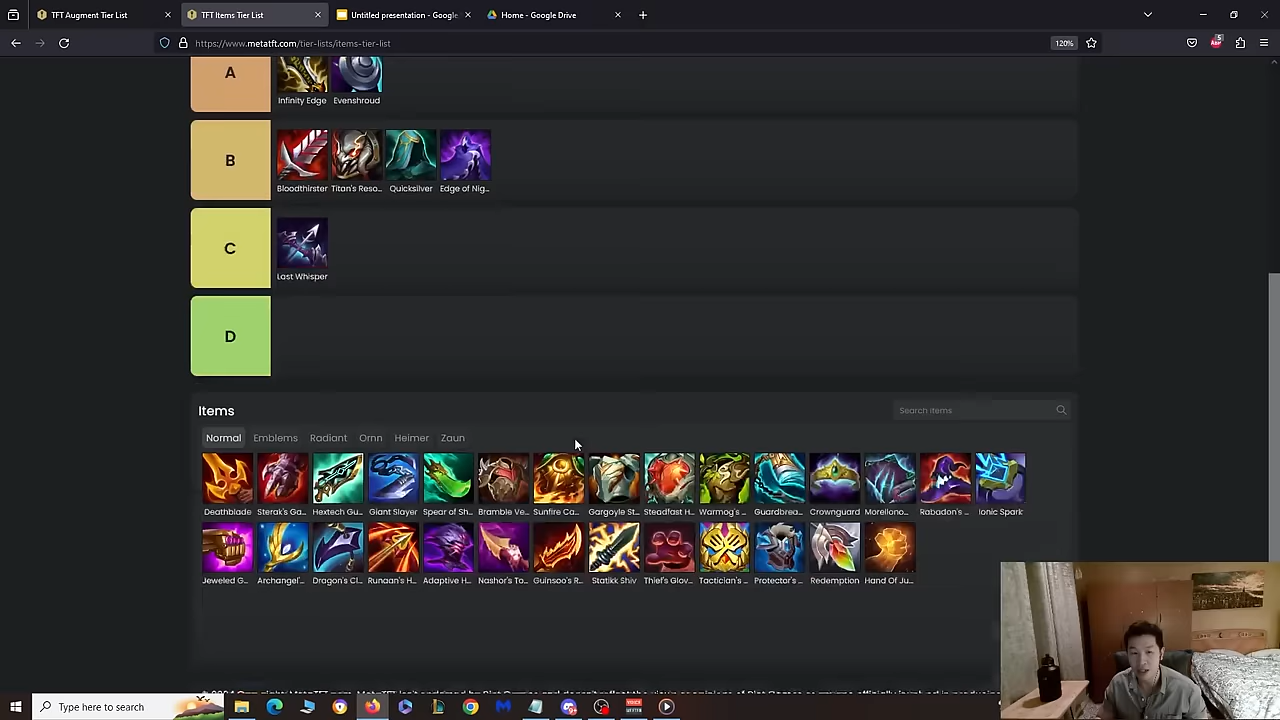 TFT Augment Tier List
TFT Items Tier List
Untitled presentation - Google
Home - Google Drive
https://www.metatft.com/tier-lists/items-tier-list
120%
5
A
Infinity Edge
Evenshroud
B
Bloodthirster
Titan's Reso...
Quicksilver
Edge of Nig...
C
Last Whisper
D
Items
Search Items
Normal
Emblems
Radiant
Ornn
Heimer
Zaun
Deathblade
Sterak's Ga...
Hextech Gu...
Giant Slayer
Spear of Sh...
Bramble Ve...
Sunfire Ca...
Gargoyle St...
Steadfast H...
Warmog's ...
Guardbrea...
Crownguard
Morellono...
Rabadon's ...
Ionic Spark
Jeweled G...
Archangel'...
Dragon's Cl...
Runaan's H...
Adaptive H...
Nashor's To...
Guinsoo's R...
Statikk Shiv
Thief's Glov...
Tactician's ...
Protector's ...
Redemption
Hand Of Ju...
Type here to search